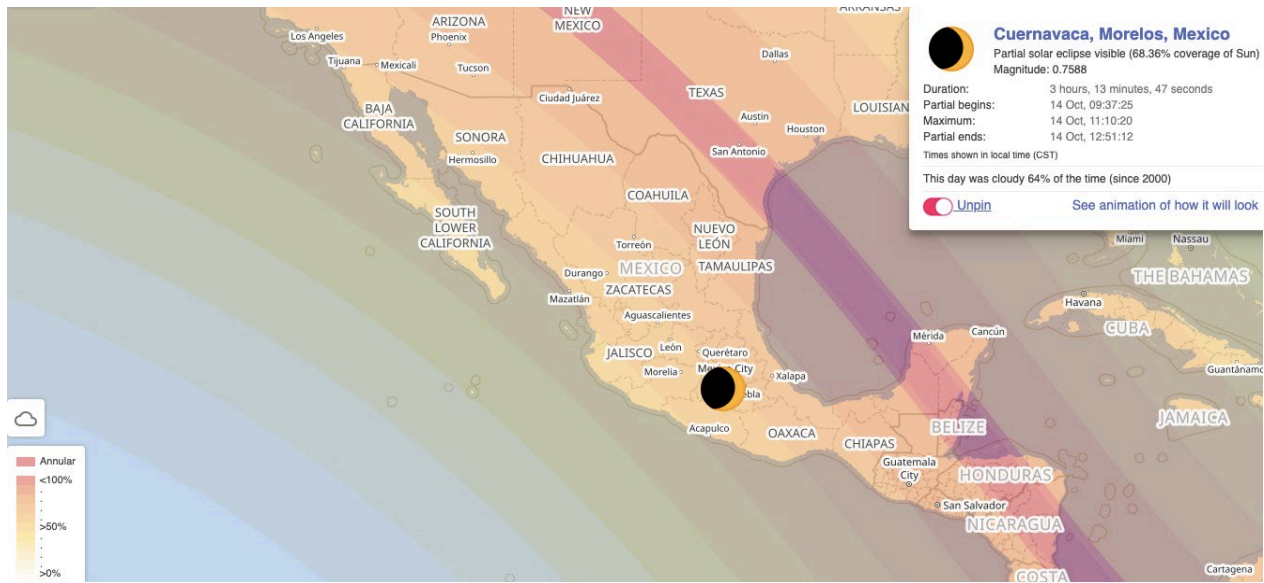 ARIZONA
Phoenix
NEW
MEXICO
ARKANSAS
Los Angeles
Tijuana
Mexicali
Tucson
Dallas
Ciudad Juárez
TEXAS
LOUISIAN
BAJA
CALIFORNIA
Austin
Houston
SONORA
Hermosillo
CHIHUAHUA
San Antonio
COAHUILA
SOUTH
LOWER
CALIFORNIA
NUEVO
LEÓN
Torreón
Durango
MEXICO
TAMAULIPAS
ZACATECAS
Mazatlán
Aguascalientes
JALISCO
León
Querétaro
Morelia
Mexico City
Xalapa
ebla
Acapulco
OAXACA
CHIAPAS
Mérida
Cancún
BELIZE
Guatemala
City
HONDURAS
San Salvador
NICARAGUA
COSTA
Miami
Nassau
THE BAHAMAS
Havana
CUBA
Guantánamo
JAMAICA
Cartagena
Cuernavaca, Morelos, Mexico
Partial solar eclipse visible (68.36% coverage of Sun)
Magnitude: 0.7588
Duration: 3 hours, 13 minutes, 47 seconds
Partial begins: 14 Oct, 09:37:25
Maximum: 14 Oct, 11:10:20
Partial ends: 14 Oct, 12:51:12
Times shown in local time (CST)
This day was cloudy 64% of the time (since 2000)
Unpin See animation of how it will look
Annular
<100%
>50%
>0%